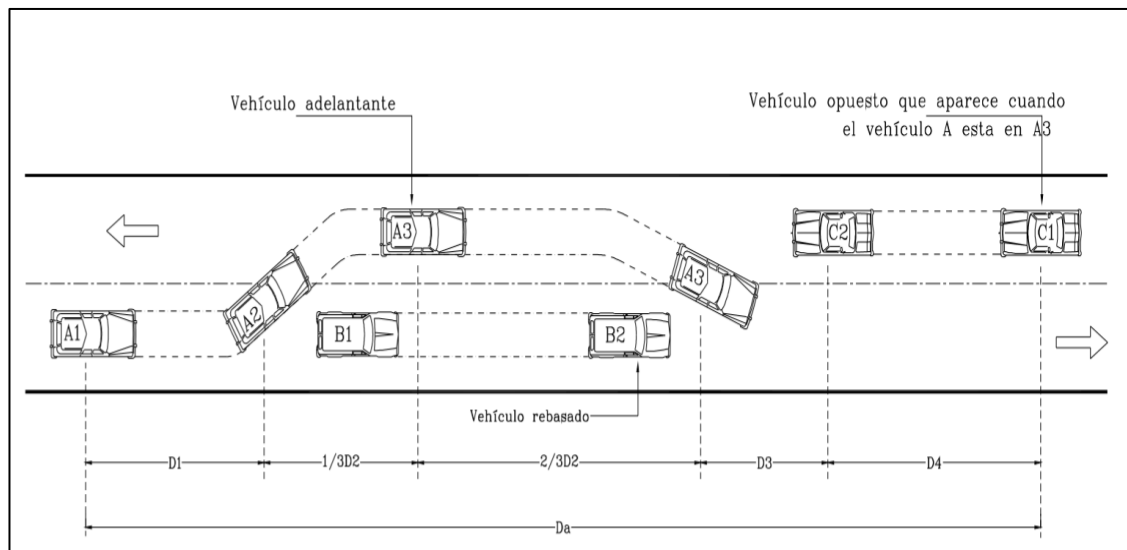 Vehículo adelantante
Vehículo opuesto que aparece cuando
el vehículo A esta en A3
A3
C2
C1
A3
A2
A1
B1
B2
Vehículo rebasado
D1
1/3D2
2/3D2
D3
D4
Da